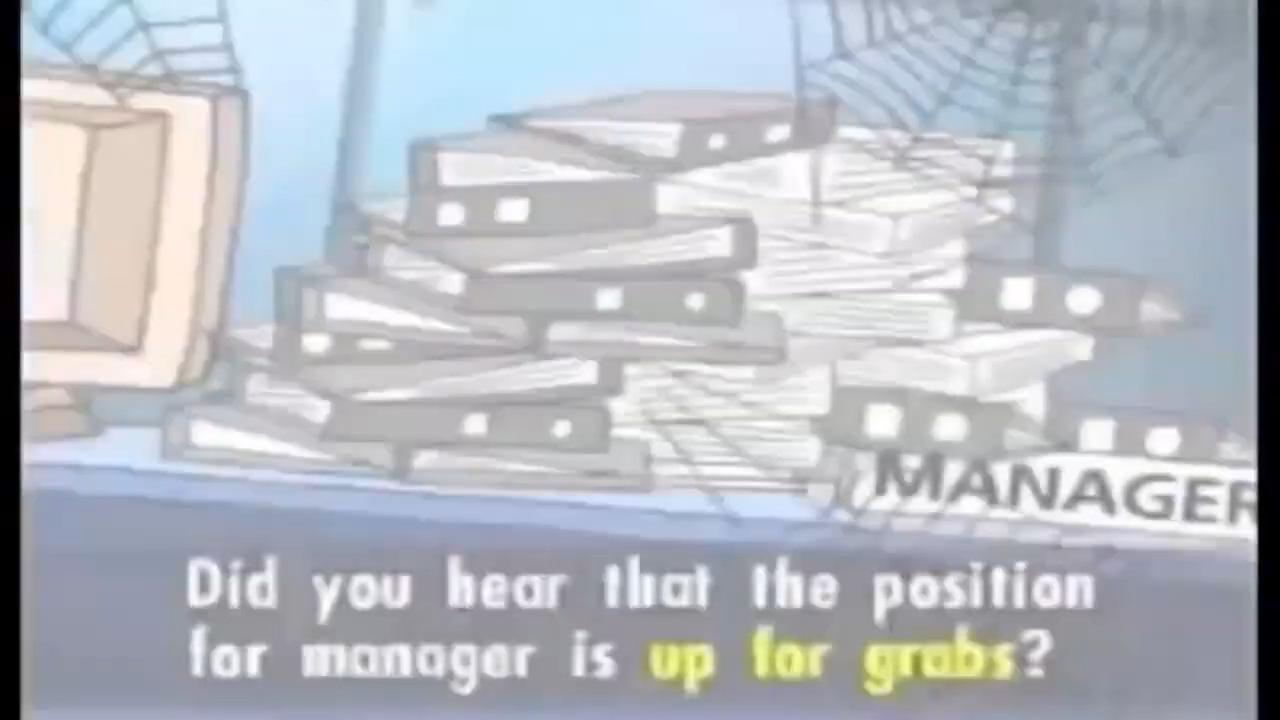 MANAGER
Did you hear that the position
for manager is up for grabs?